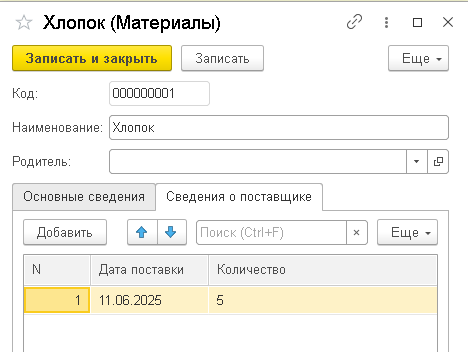 Хлопок (Материалы)
Записать и закрыть Записать Еще
Код: 000000001
Наименование: Хлопок
Родитель:
Основные сведения Сведения о поставщике
Добавить Поиск (Ctrl+F) × Еще
N Дата поставки Количество
1 11.06.2025 5